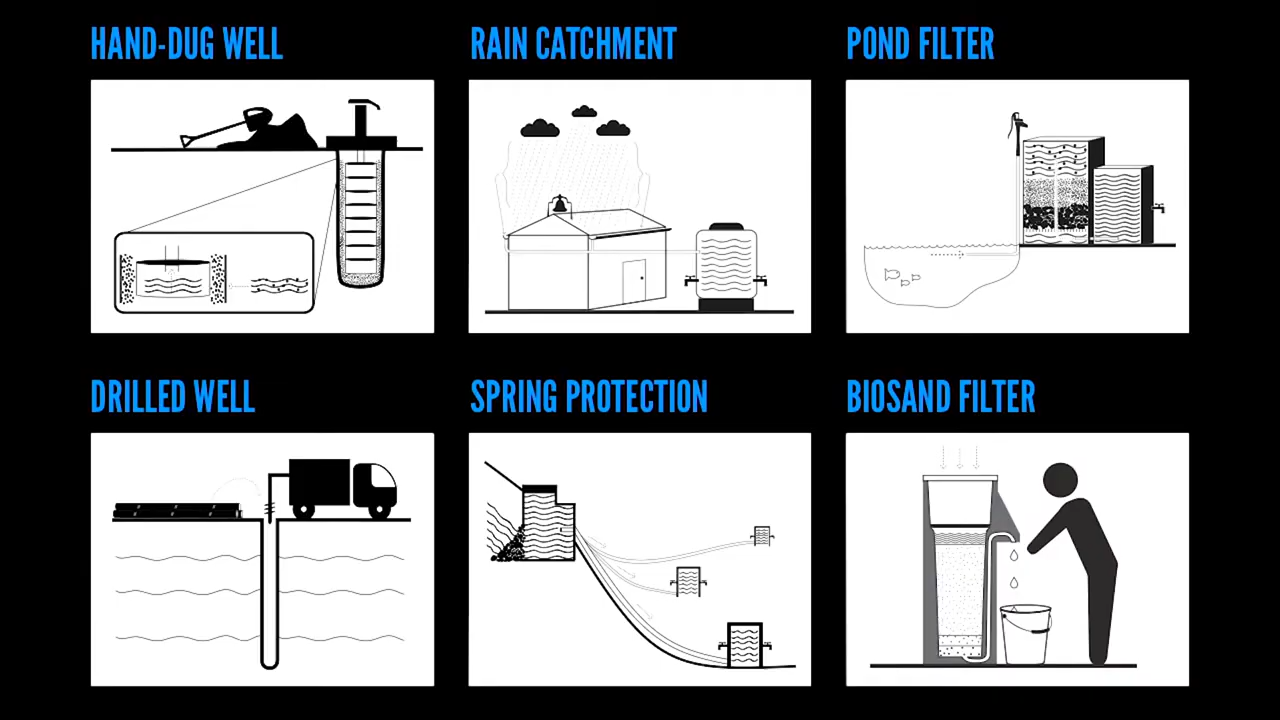 HAND-DUG WELL
RAIN CATCHMENT
POND FILTER
DRILLED WELL
SPRING PROTECTION
BIOSAND FILTER